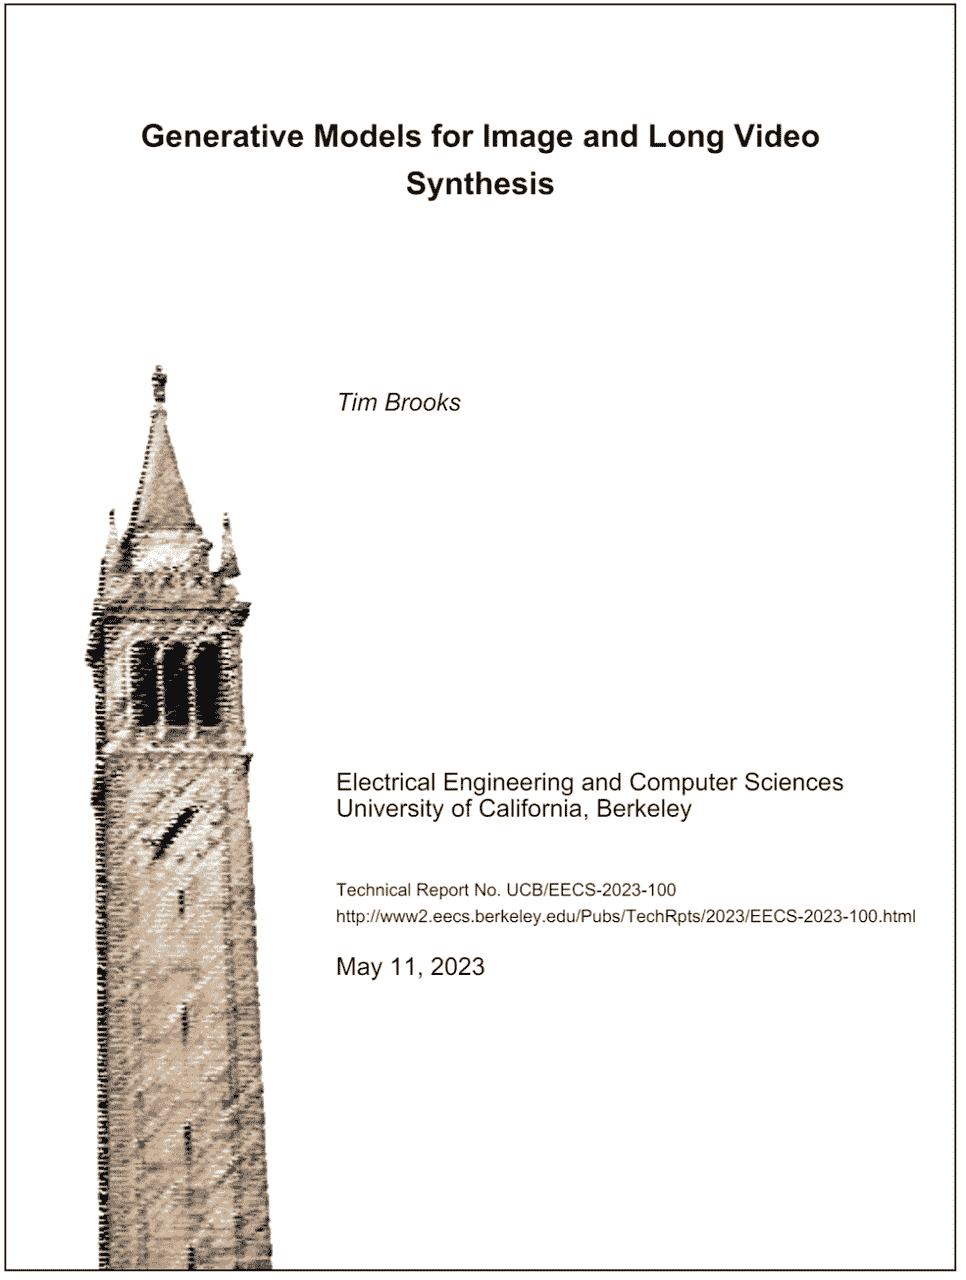 Generative Models for Image and Long Video
Synthesis
Tim Brooks
Electrical Engineering and Computer Sciences
University of California, Berkeley
Technical Report No. UCB/EECS-2023-100
http://www2.eecs.berkeley.edu/Pubs/TechRpts/2023/EECS-2023-100.html
May 11, 2023